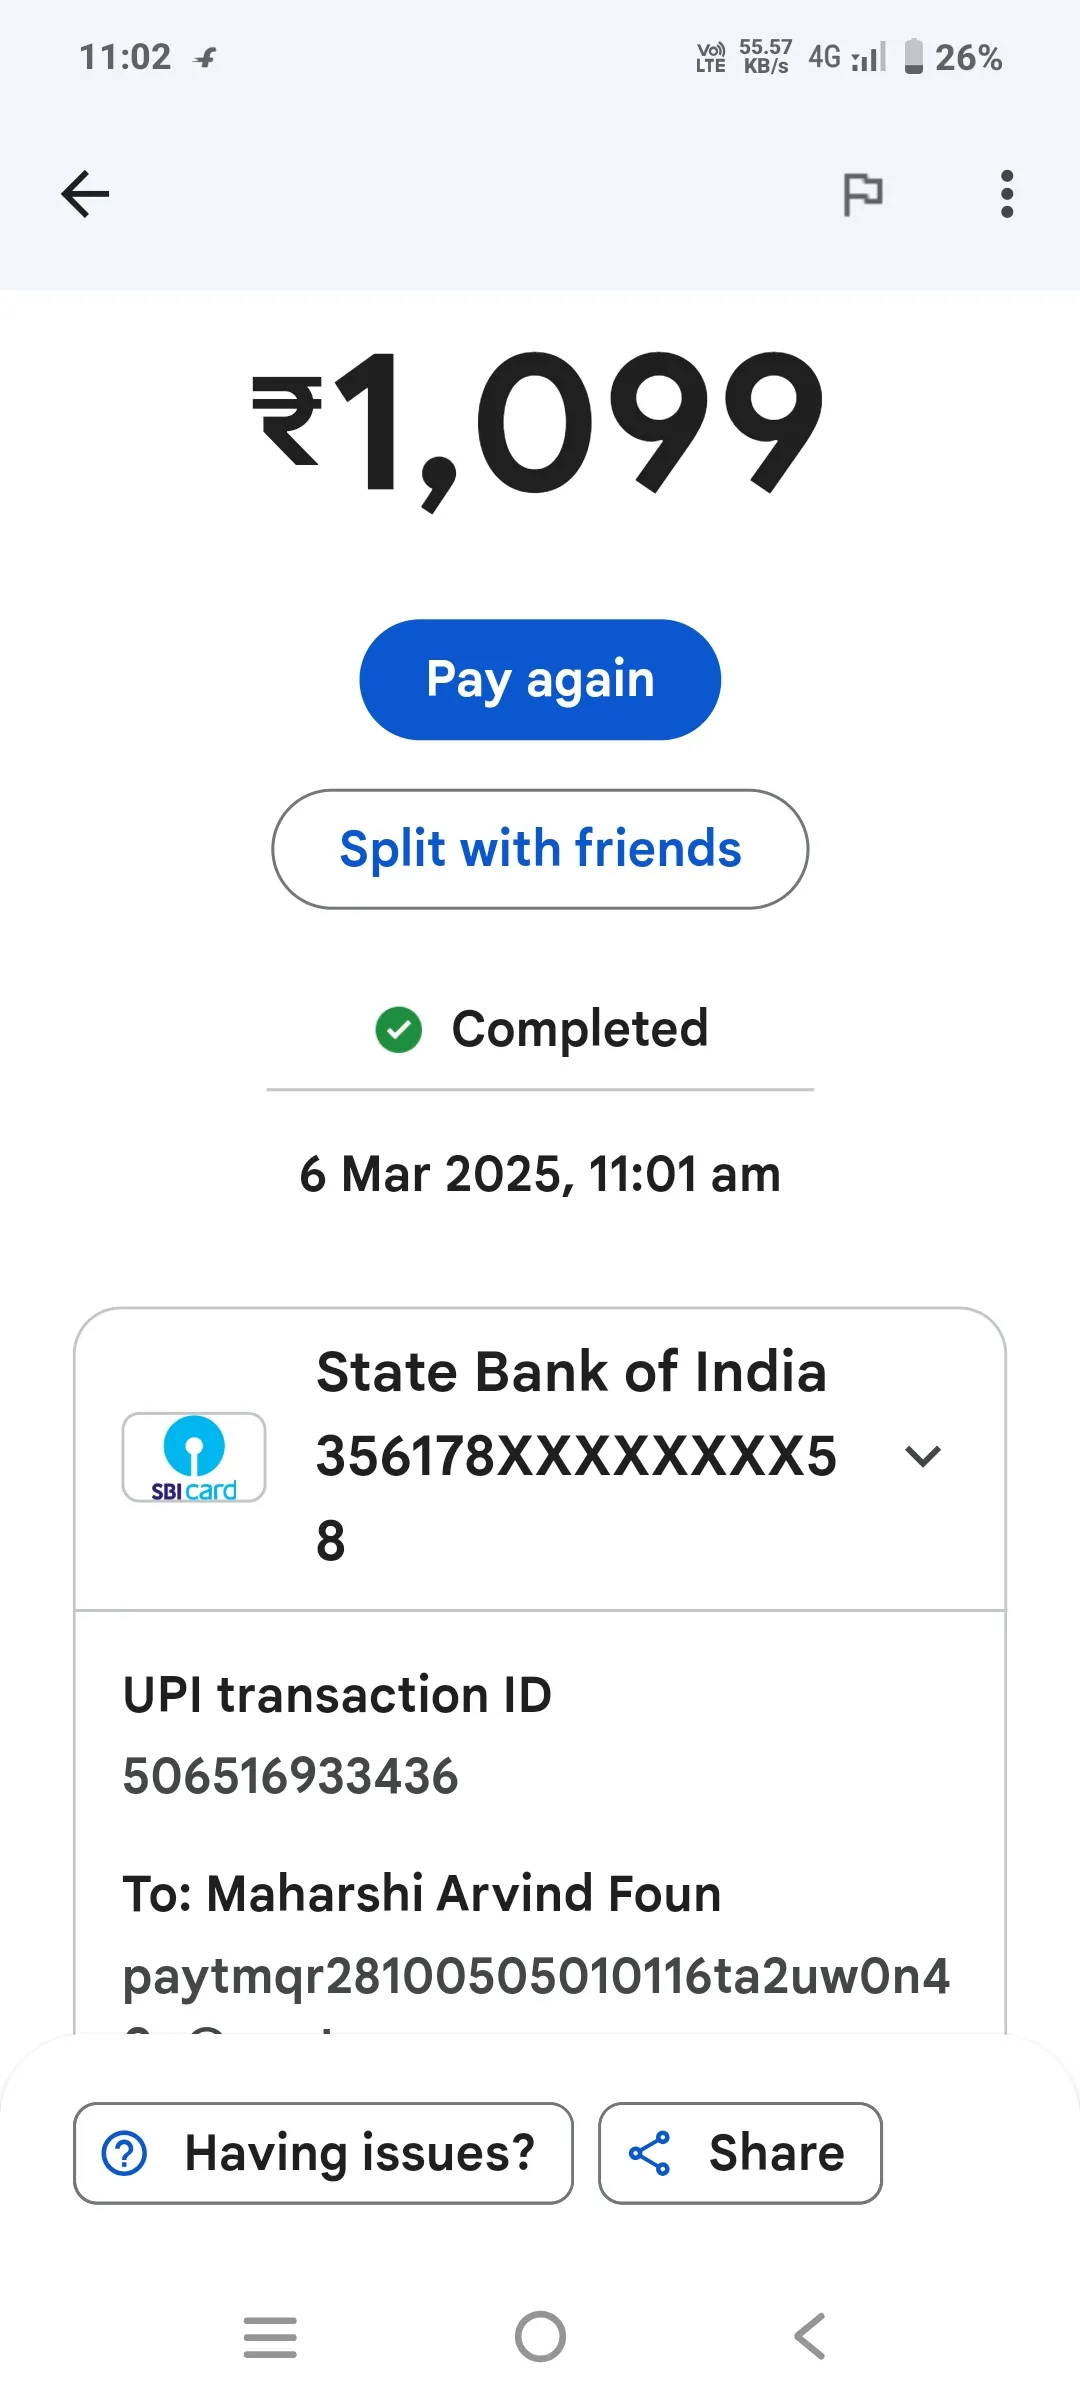 11:02
Vo)) LTE 55.57 KB/s 4G 26%
₹1,099
Pay again
Split with friends
Completed
6 Mar 2025, 11:01 am
State Bank of India
356178XXXXXXXX5
8
SBI card
UPI transaction ID
506516933436
To: Maharshi Arvind Foun
paytmqr28100505010116ta2uw0n4
Having issues?
Share